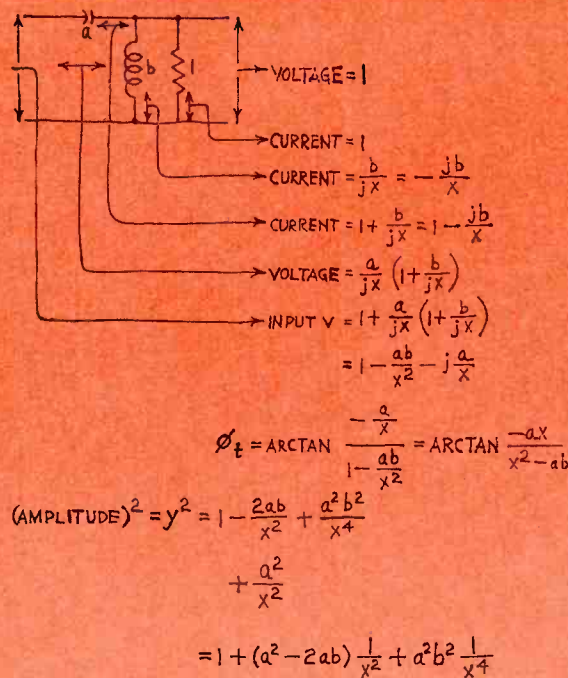 a
b
1
VOLTAGE = 1
CURRENT = 1
CURRENT = b/jx = - jb/x
CURRENT = 1 + b/jx = 1 - jb/x
VOLTAGE = a/jx (1 + b/jx)
INPUT V = 1 + a/jx (1 + b/jx)
= 1 - ab/x² - j a/x
Ø_t = ARCTAN (- a/x)/(1 - ab/x²) = ARCTAN -ax/(x² - ab)
(AMPLITUDE)² = y² = 1 - 2ab/x² + a²b²/x⁴
+ a²/x²
= 1 + (a² - 2ab) 1/x² + a²b² 1/x⁴